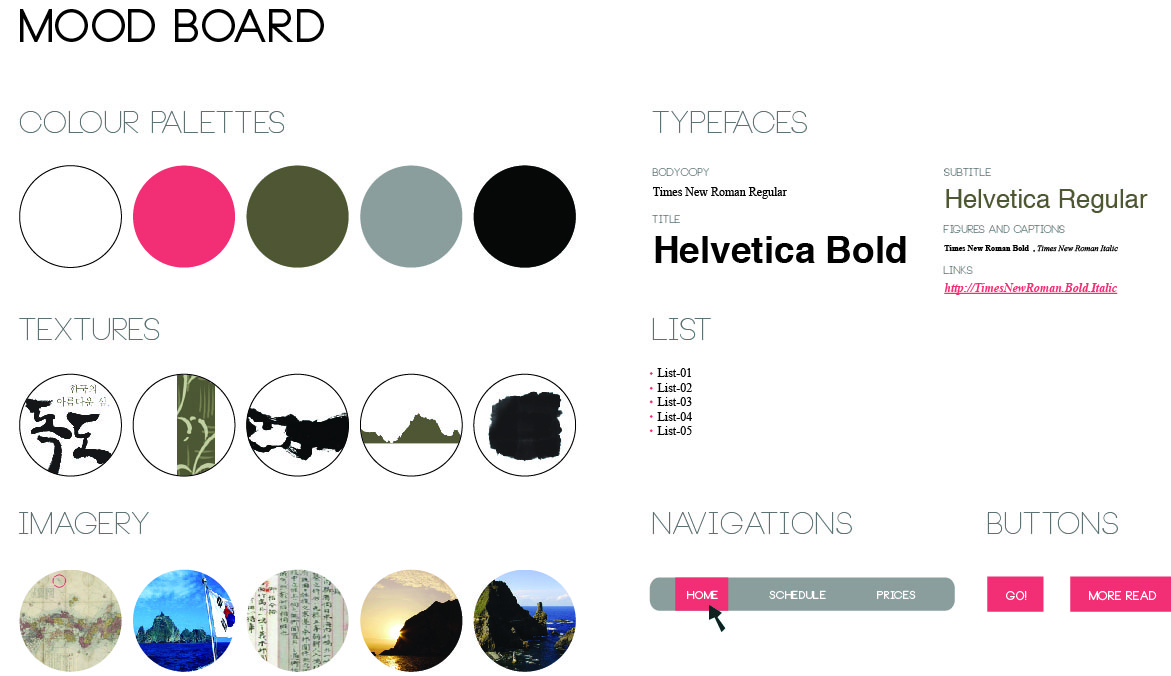 MOOD BOARD
COLOUR PALETTES
TEXTURES
한국의
아름다운 섬,
독도
IMAGERY
TYPEFACES
BODYCOPY
Times New Roman Regular
TITLE
Helvetica Bold
SUBTITLE
Helvetica Regular
FIGURES AND CAPTIONS
Times New Roman Bold , Times New Roman Italic
LINKS
http://TimesNewRoman.Bold.Italic
LIST
• List-01
• List-02
• List-03
• List-04
• List-05
NAVIGATIONS
HOME SCHEDULE PRICES
BUTTONS
GO! MORE READ